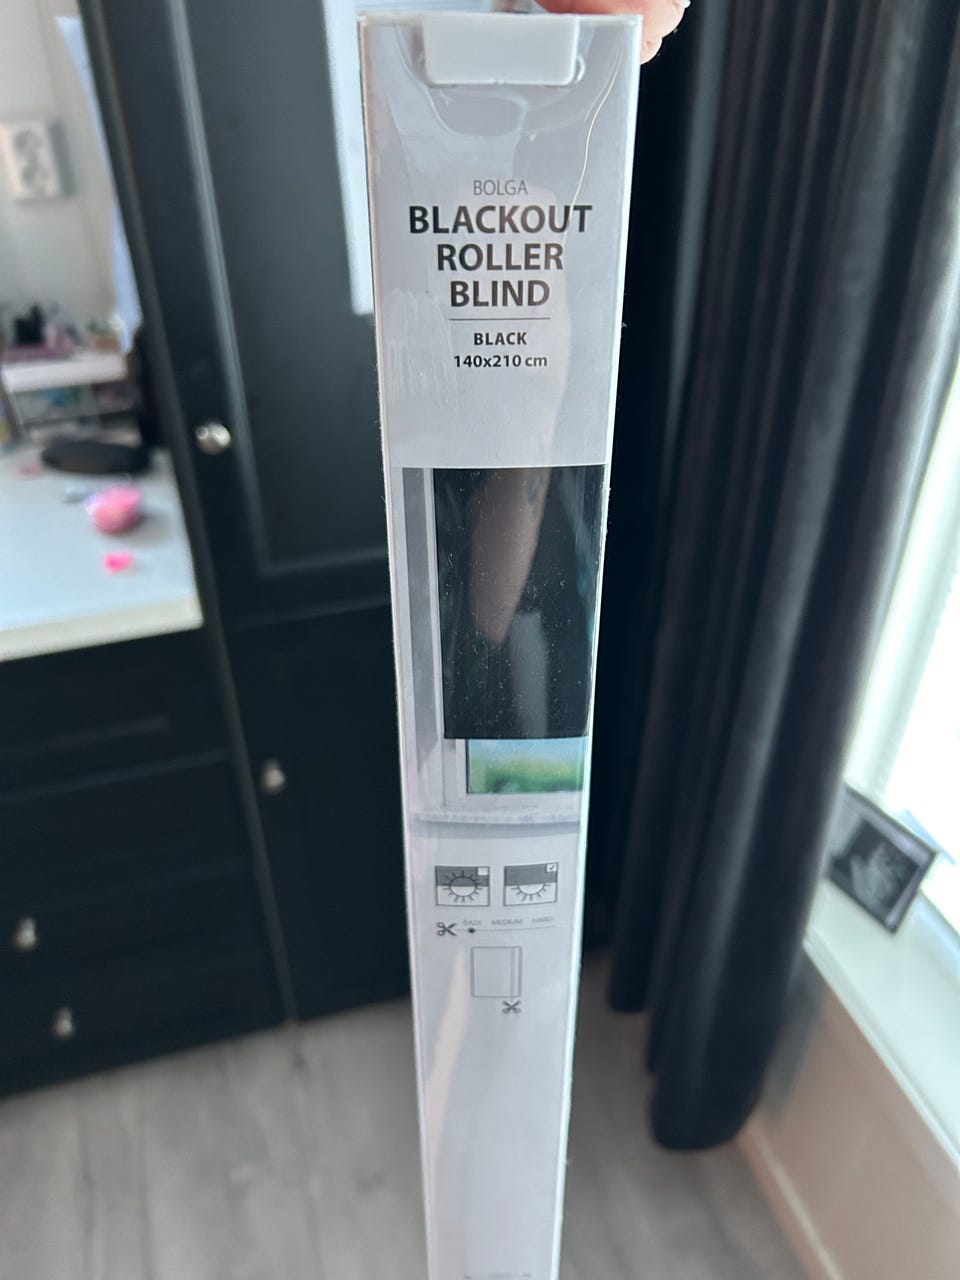 BOLGA
BLACKOUT
ROLLER
BLIND
BLACK
140x210 cm
EASY MEDIUM HARD